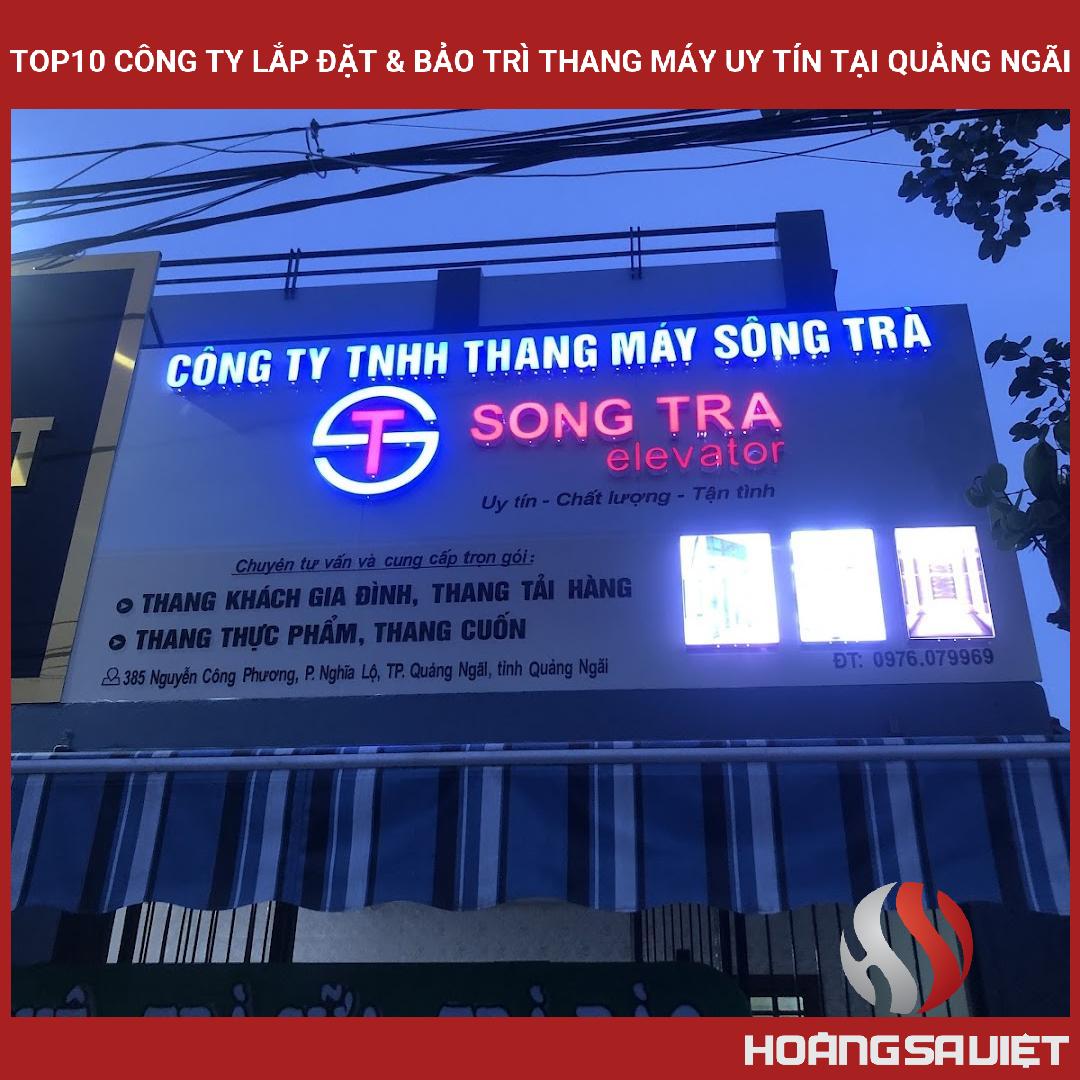 TOP10 CÔNG TY LẮP ĐẶT & BẢO TRÌ THANG MÁY UY TÍN TẠI QUẢNG NGÃI
CÔNG TY TNHH THANG MÁY SÔNG TRÀ
ST
SONG TRA
elevator
Uy tín - Chất lượng - Tận tình
Chuyên tư vấn và cung cấp trọn gói:
THANG KHÁCH GIA ĐÌNH, THANG TẢI HÀNG
THANG THỰC PHẨM, THANG CUỐN
385 Nguyễn Công Phương, P. Nghĩa Lộ, TP. Quảng Ngãi, tỉnh Quảng Ngãi
ĐT: 0976.079969
HOÀNGSAVIỆT